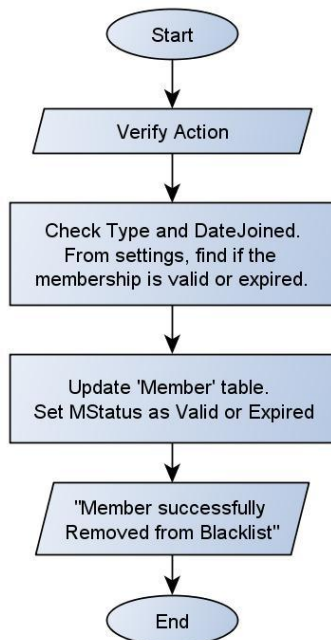 Start
Verify Action
Check Type and DateJoined.
From settings, find if the
membership is valid or expired.
Update 'Member' table.
Set MStatus as Valid or Expired
"Member successfully
Removed from Blacklist"
End